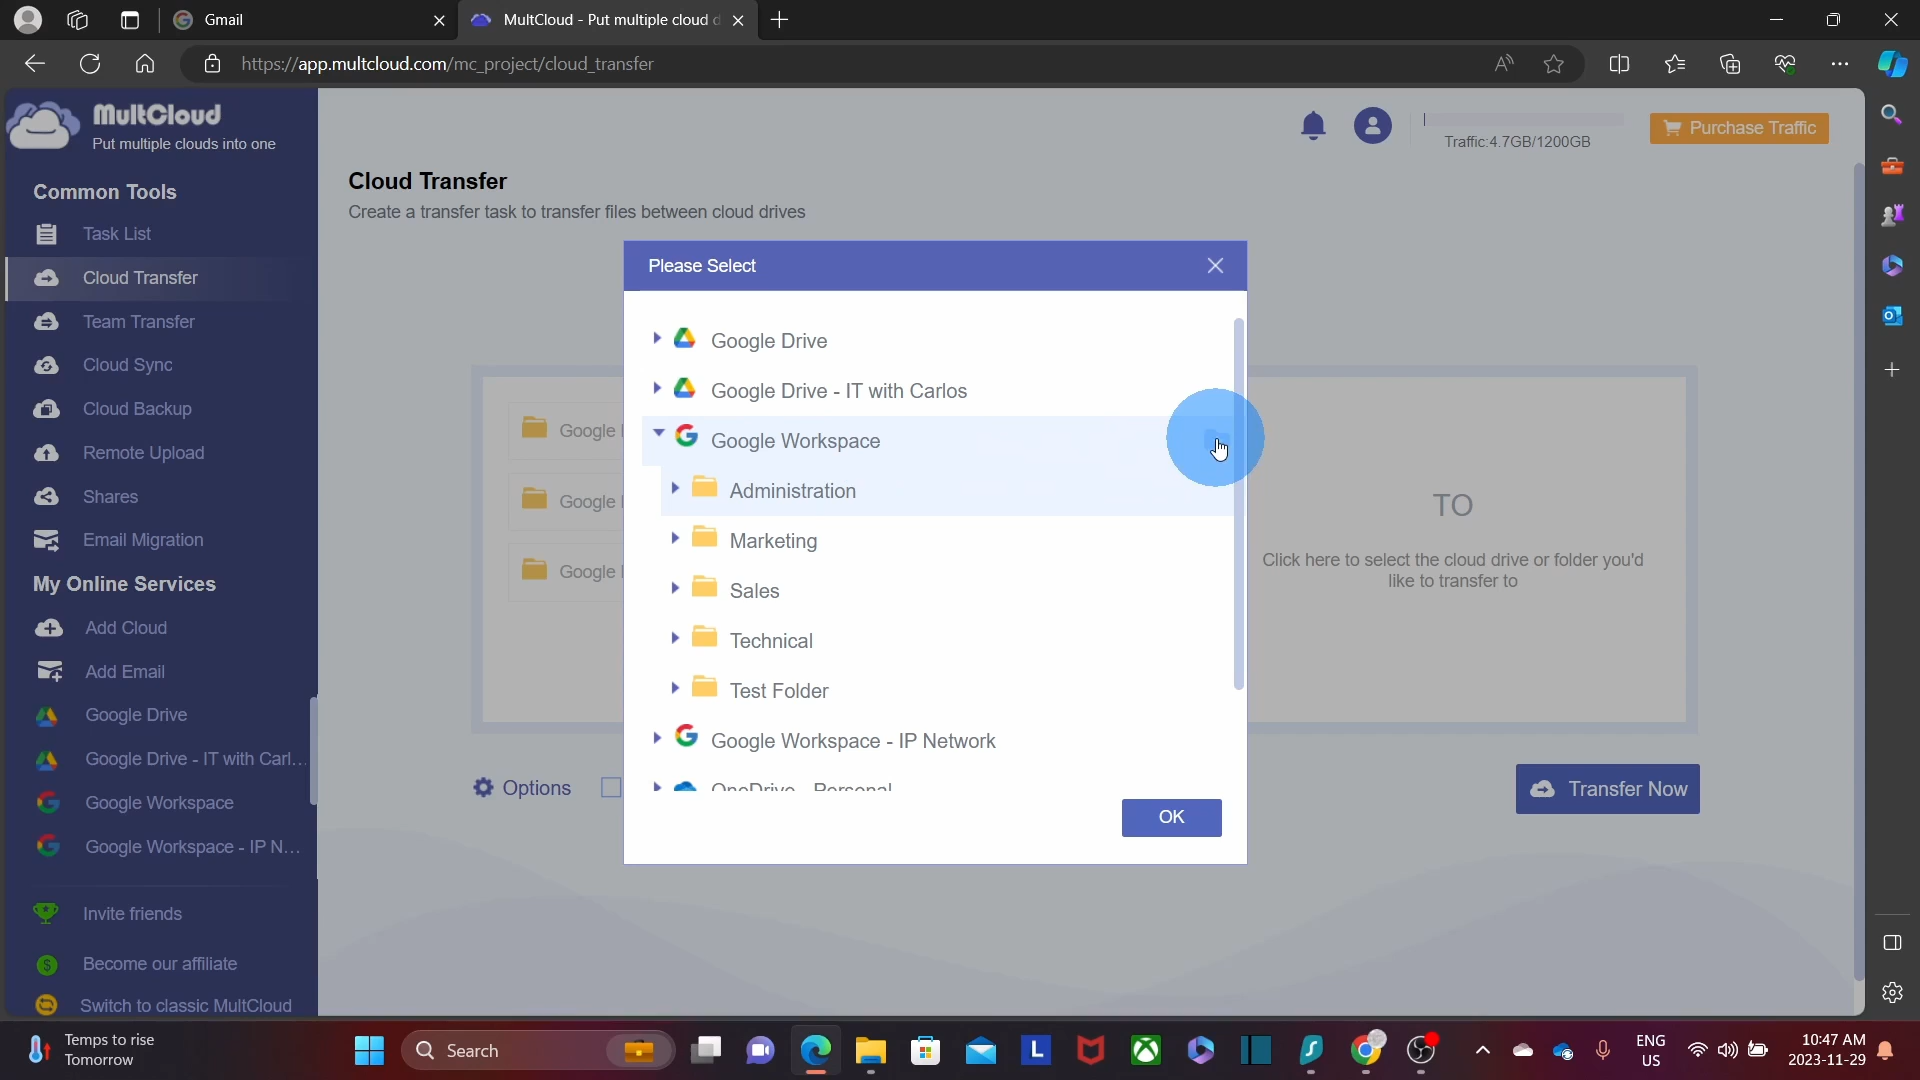 Gmail
MultCloud - Put multiple cloud d
https://app.multcloud.com/mc_project/cloud_transfer
MultCloud
Put multiple clouds into one
Traffic:4.7GB/1200GB
Purchase Traffic
Common Tools
Task List
Cloud Transfer
Team Transfer
Cloud Sync
Cloud Backup
Remote Upload
Shares
Email Migration
My Online Services
Add Cloud
Add Email
Google Drive
Google Drive - IT with Carl...
Google Workspace
Google Workspace - IP N...
Invite friends
Become our affiliate
Switch to classic MultCloud
Cloud Transfer
Create a transfer task to transfer files between cloud drives
Google
Google
Google
Options
Please Select
Google Drive
Google Drive - IT with Carlos
Google Workspace
Administration
Marketing
Sales
Technical
Test Folder
Google Workspace - IP Network
OneDrive - Personal
OK
TO
Click here to select the cloud drive or folder you'd
like to transfer to
Transfer Now
Temps to rise
Tomorrow
Search
ENG
US
10:47 AM
2023-11-29